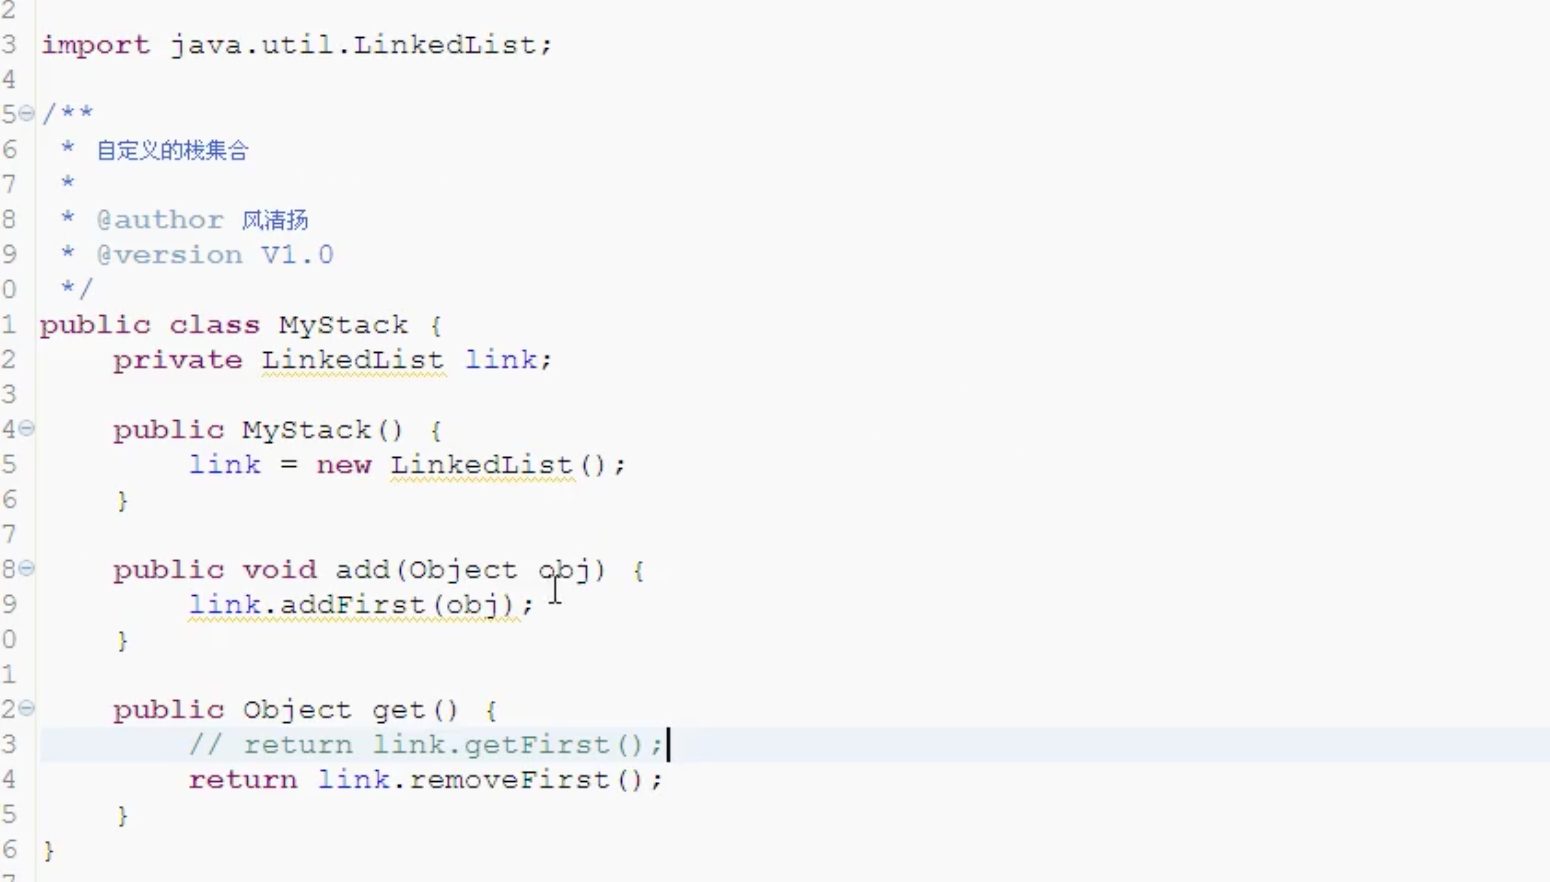 2
3 import java.util.LinkedList;
4
5 /**
6 * 自定义的栈集合
7 *
8 * @author 风清扬
9 * @version V1.0
0 */
1 public class MyStack {
2 private LinkedList link;
3
4 public MyStack() {
5 link = new LinkedList();
6 }
7
8 public void add(Object obj) {
9 link.addFirst(obj);
0 }
1
2 public Object get() {
3 // return link.getFirst();
4 return link.removeFirst();
5 }
6 }
7